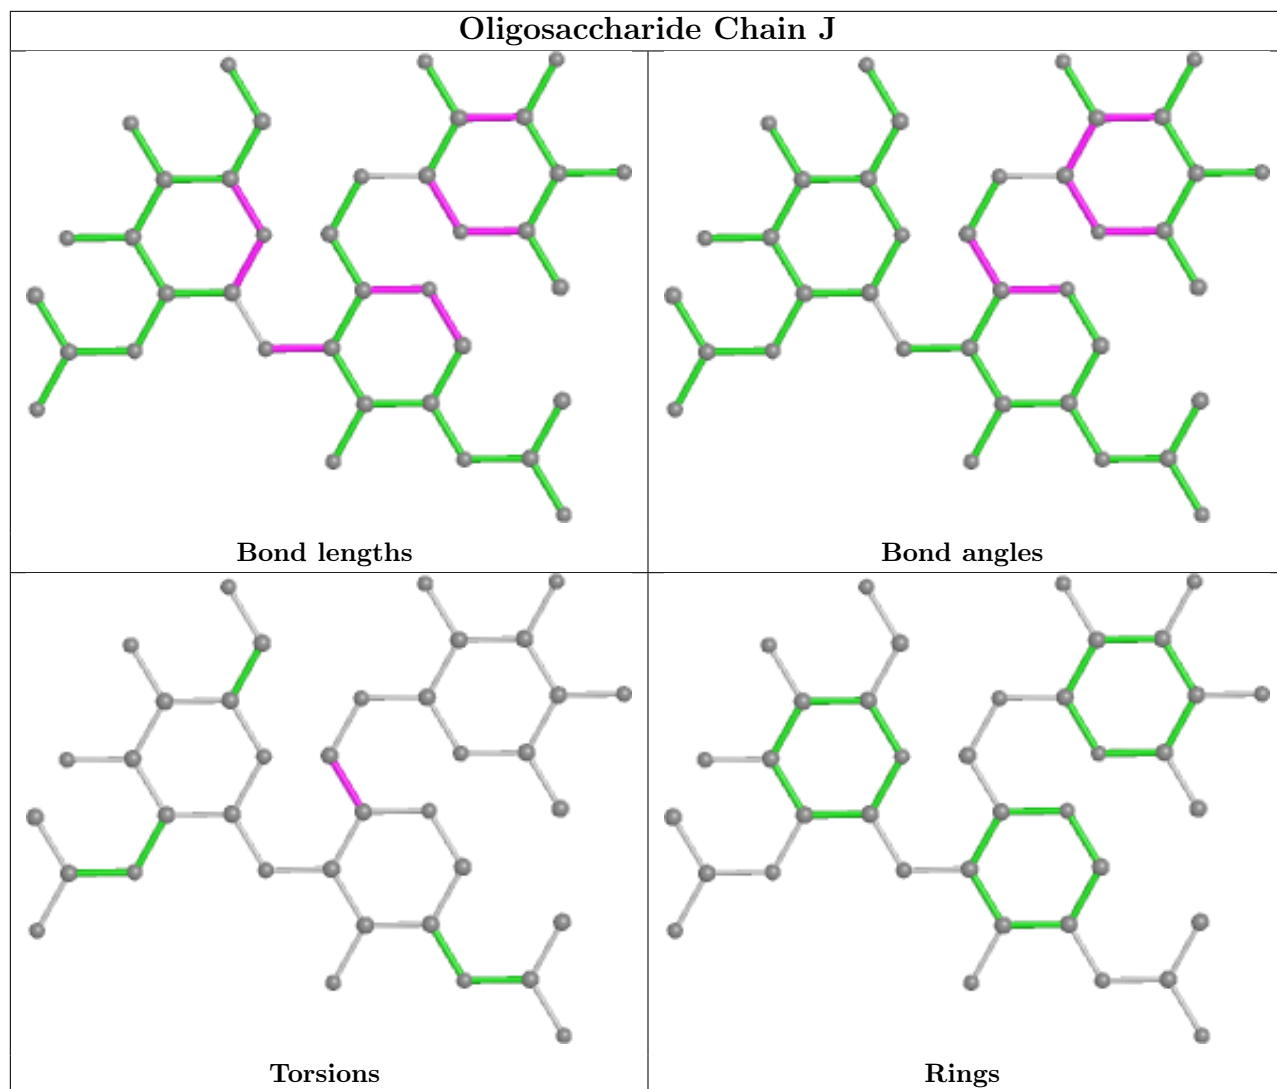 Oligosaccharide Chain J
Bond lengths
Bond angles
Torsions
Rings